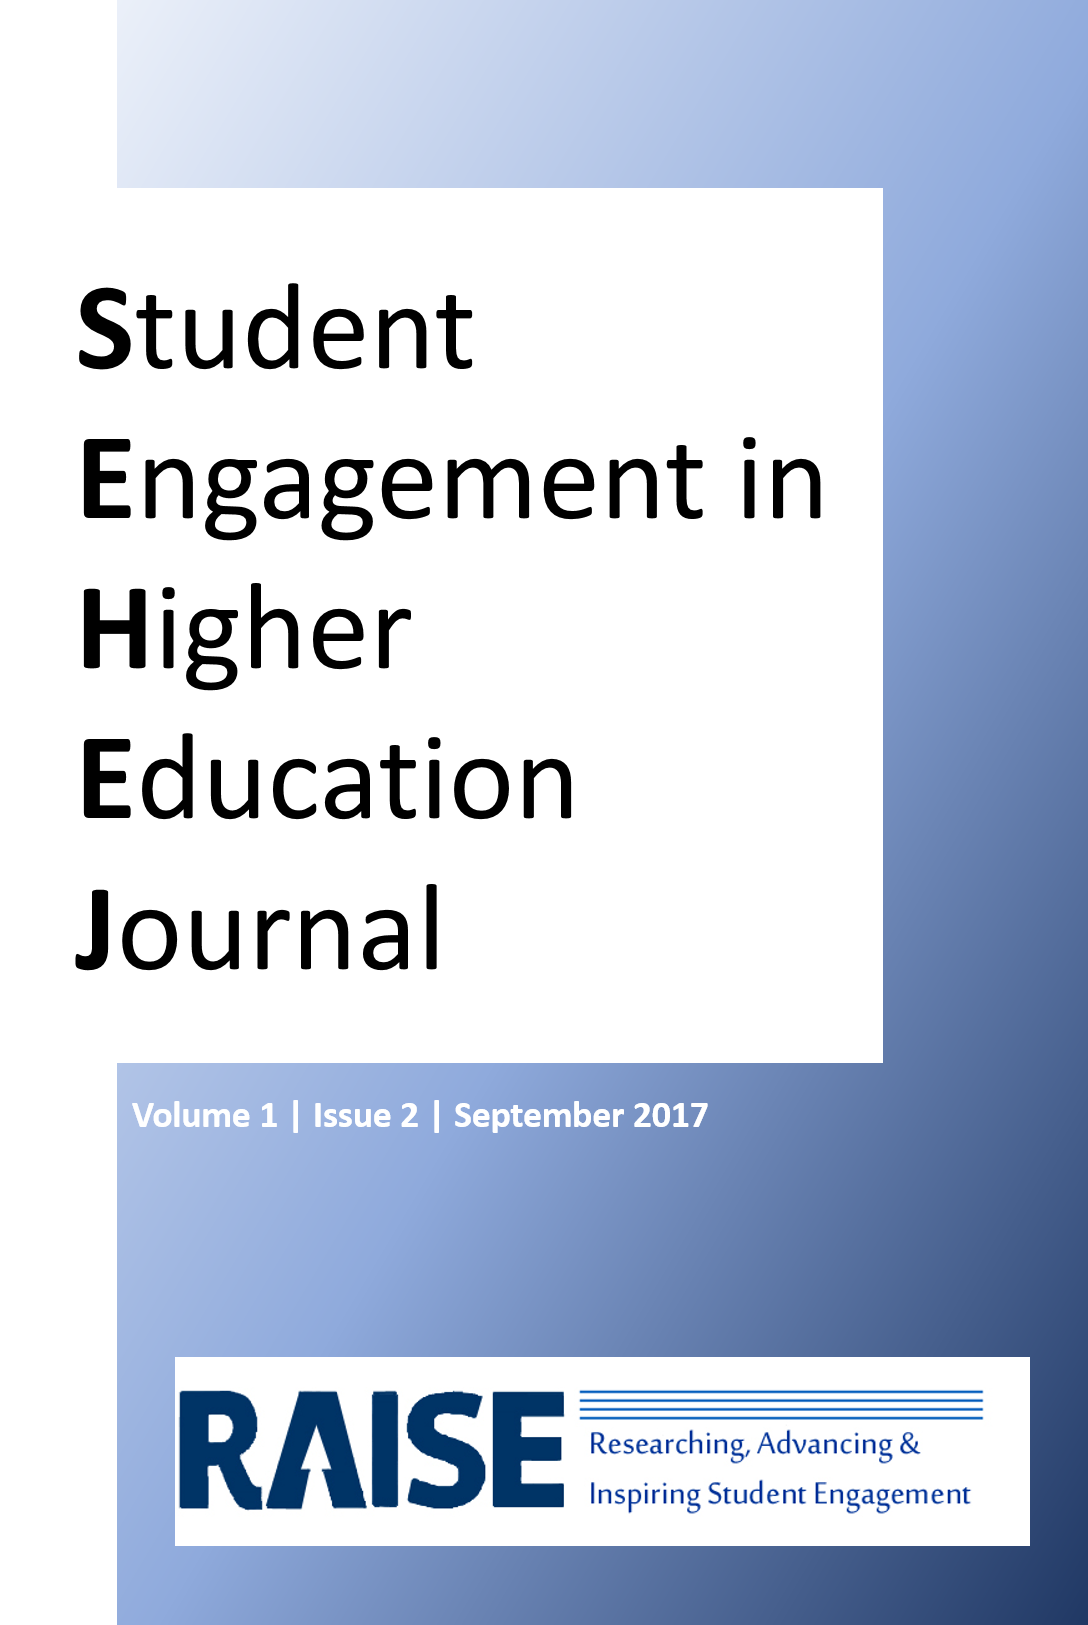 Student
Engagement in
Higher
Education
Journal
Volume 1 | Issue 2 | September 2017
RAISE
Researching, Advancing &
Inspiring Student Engagement